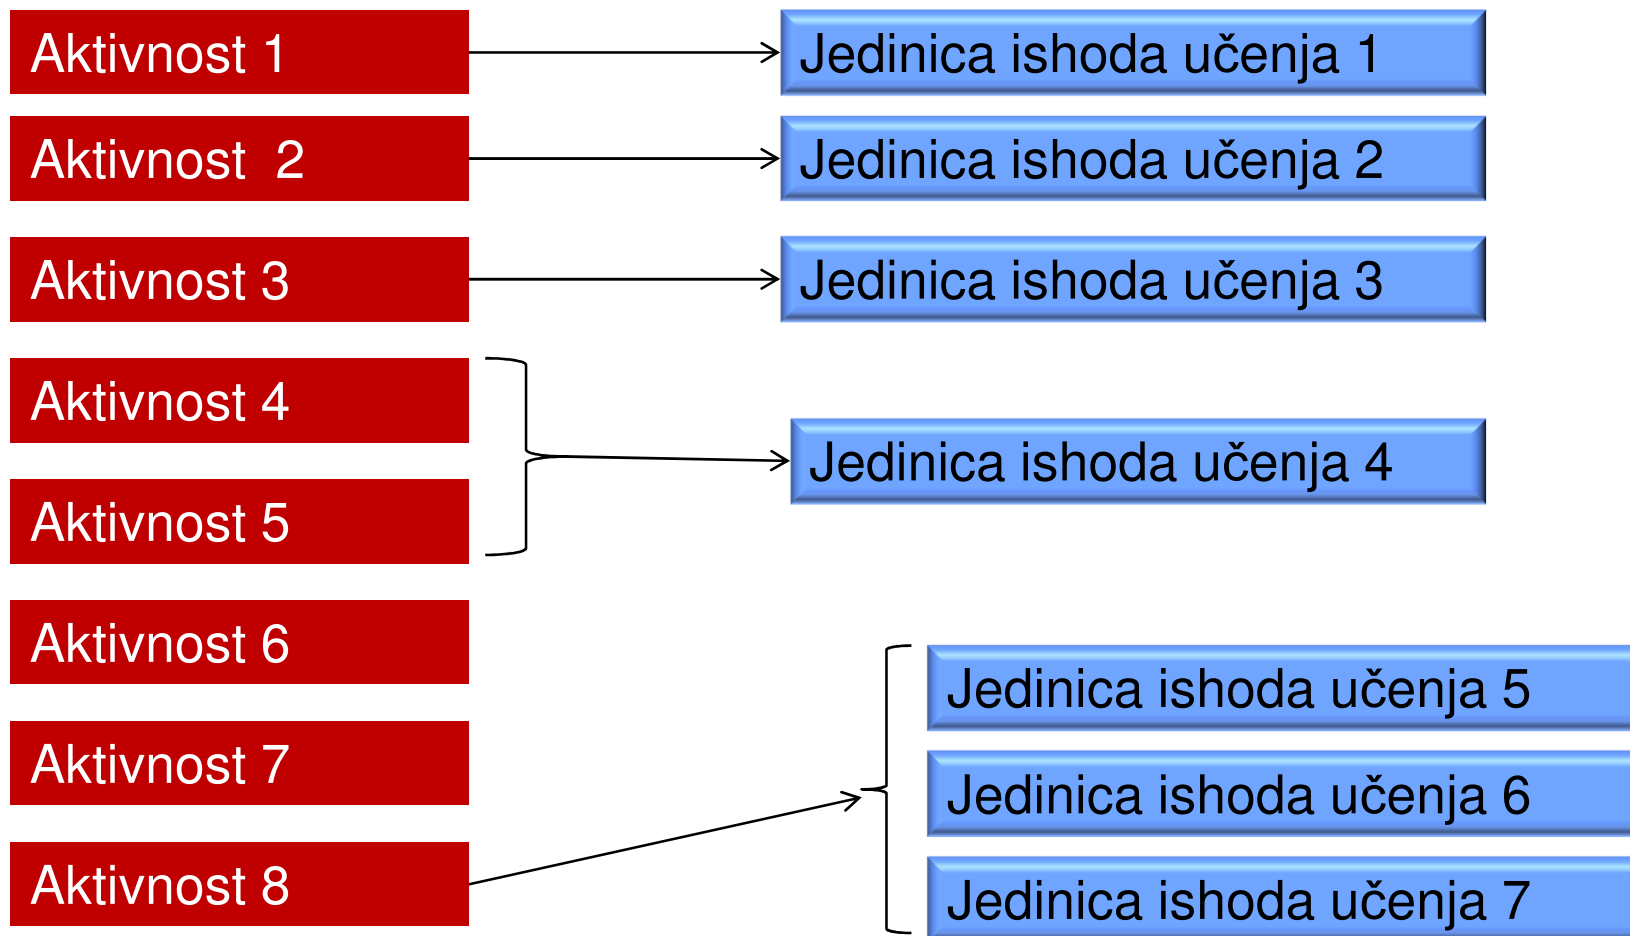 Aktivnost 1
Jedinica ishoda učenja 1
Aktivnost  2
Jedinica ishoda učenja 2
Aktivnost 3
Jedinica ishoda učenja 3
Aktivnost 4
Jedinica ishoda učenja 4
Aktivnost 5
Aktivnost 6
Jedinica ishoda učenja 5
Aktivnost 7
Jedinica ishoda učenja 6
Aktivnost 8
Jedinica ishoda učenja 7